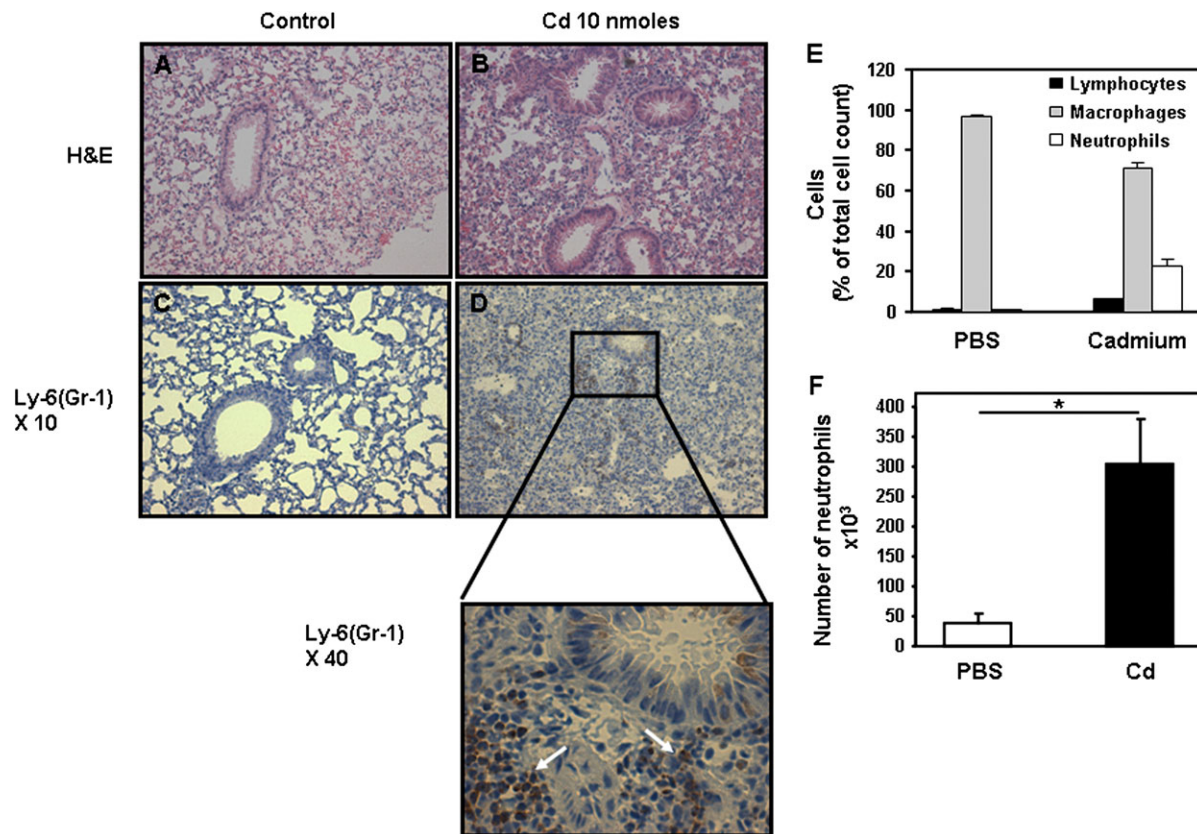 Control
Cd 10 nmoles
A
B
H&E
C
D
Ly-6(Gr-1)
X 10
Ly-6(Gr-1)
X 40
E
120
100
80
60
40
20
0
Cells
(% of total cell count)
Lymphocytes
Macrophages
Neutrophils
PBS
Cadmium
F
400
350
300
250
200
150
100
50
0
Number of neutrophils
x10³
*
PBS
Cd